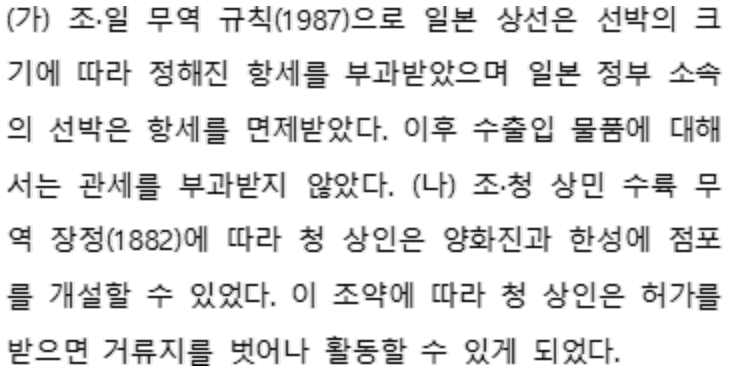 (가) 조·일 무역 규칙(1987)으로 일본 상선은 선박의 크
기에 따라 정해진 항세를 부과받았으며 일본 정부 소속
의 선박은 항세를 면제받았다. 이후 수출입 물품에 대해
서는 관세를 부과받지 않았다. (나) 조·청 상민 수륙 무
역 장정(1882)에 따라 청 상인은 양화진과 한성에 점포
를 개설할 수 있었다. 이 조약에 따라 청 상인은 허가를
받으면 거류지를 벗어나 활동할 수 있게 되었다.